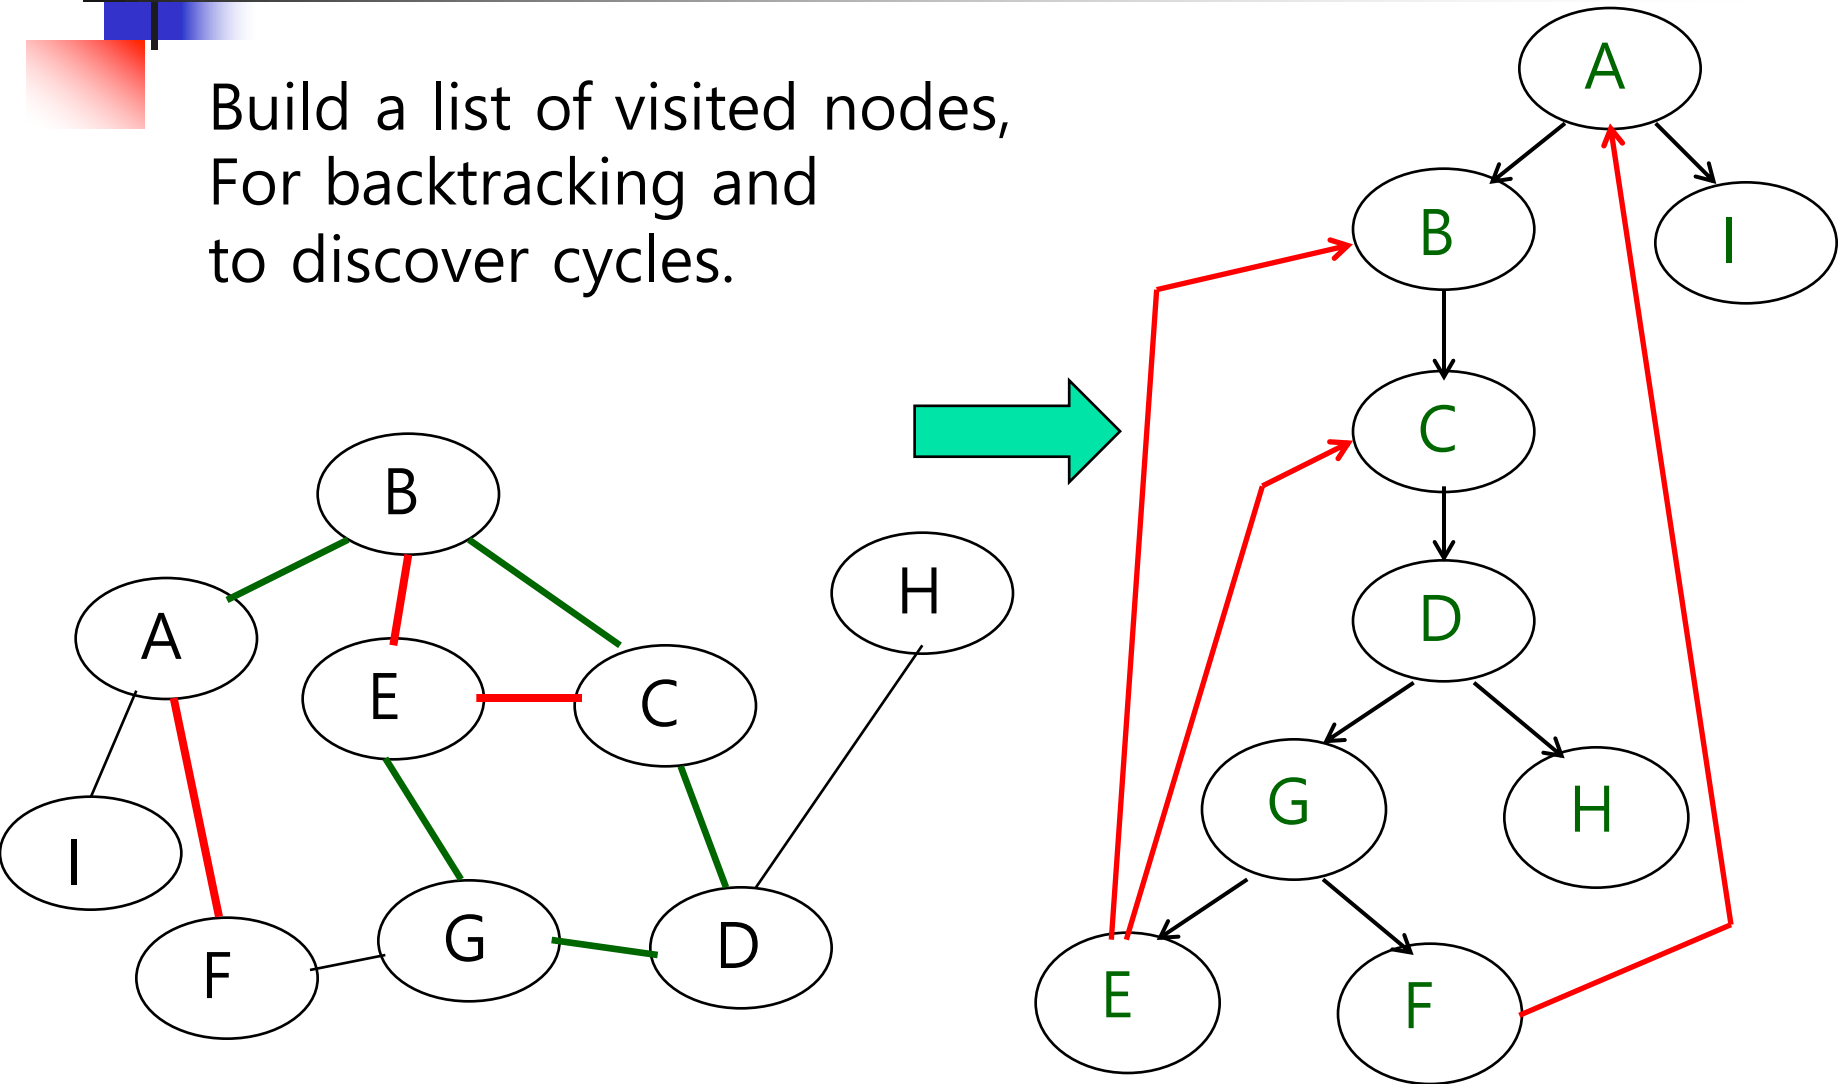 Build a list of visited nodes,
For backtracking and
to discover cycles.
B
A
E
C
H
I
F
G
D
A
B
I
C
D
G
H
E
F